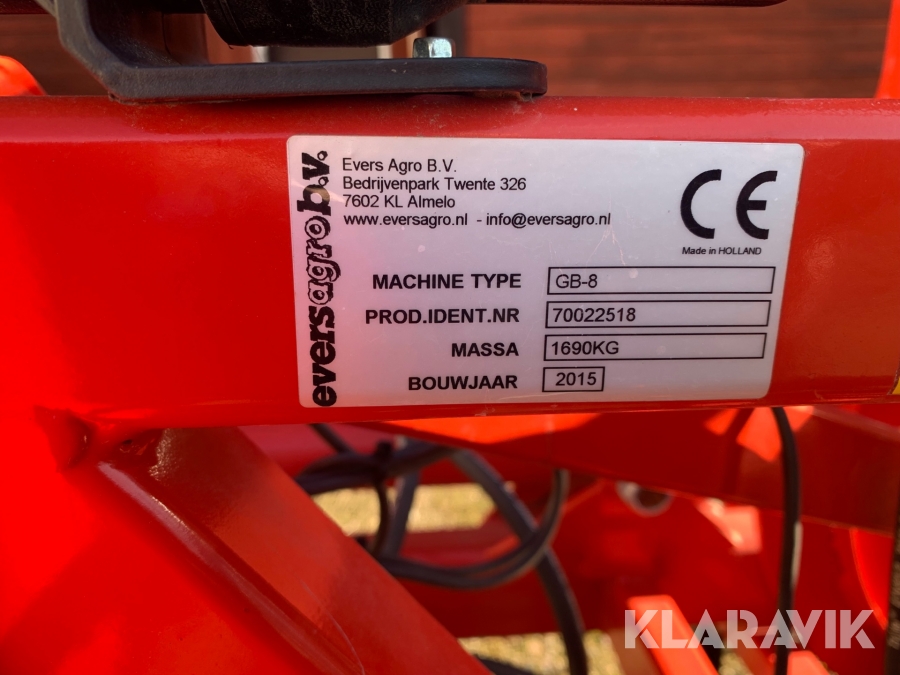 eversagro b.v.
Evers Agro B.V.
Bedrijvenpark Twente 326
7602 KL Almelo
www.eversagro.nl - info@eversagro.nl
CE
Made in HOLLAND
MACHINE TYPE GB-8
PROD.IDENT.NR 70022518
MASSA 1690KG
BOUWJAAR 2015
KLARAVIK